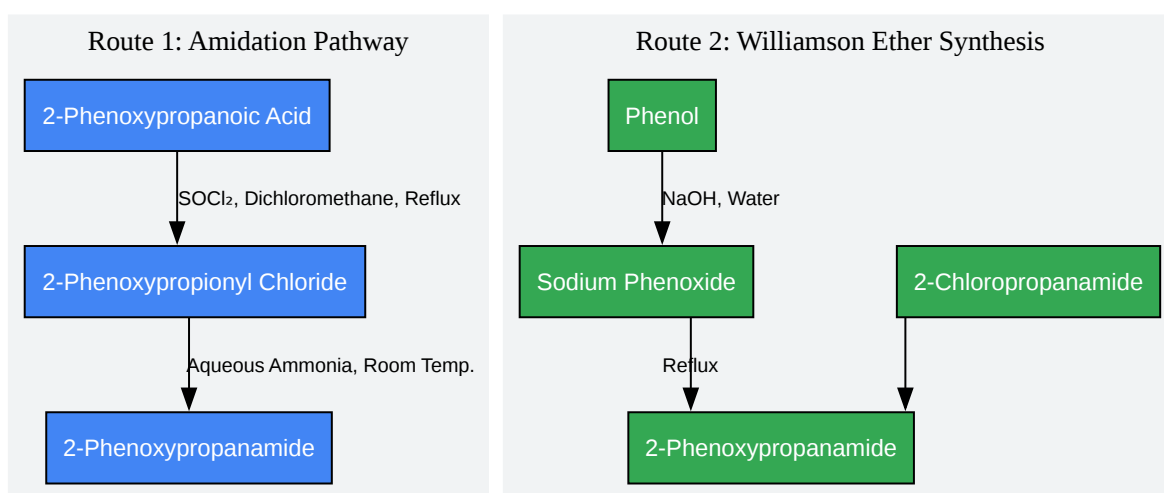 Route 1: Amidation Pathway
2-Phenoxypropanoic Acid
SOCl₂, Dichloromethane, Reflux
2-Phenoxypropionyl Chloride
Aqueous Ammonia, Room Temp.
2-Phenoxypropanamide
Route 2: Williamson Ether Synthesis
Phenol
NaOH, Water
Sodium Phenoxide
2-Chloropropanamide
Reflux
2-Phenoxypropanamide